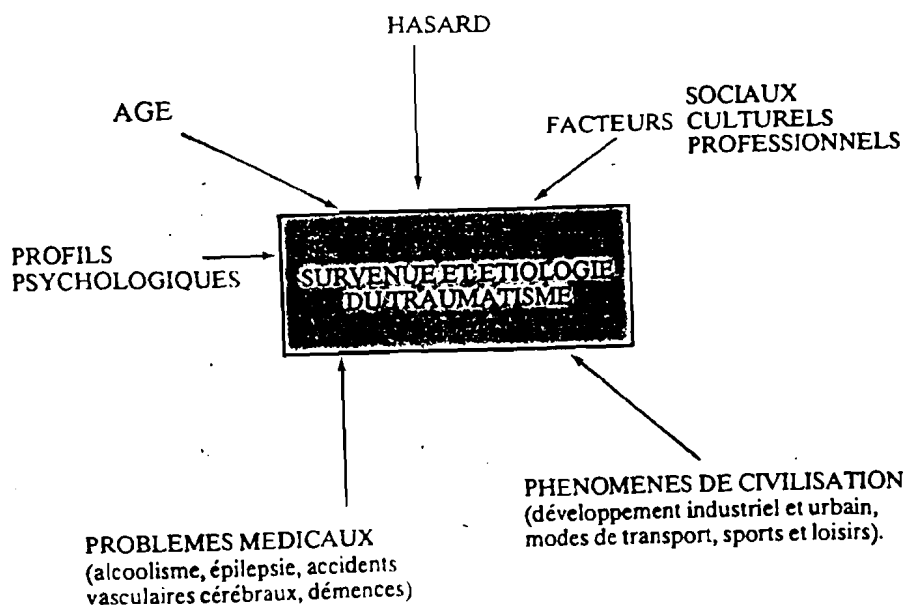 HASARD
AGE
SOCIAUX
FACTEURS CULTURELS
PROFESSIONNELS
PROFILS
PSYCHOLOGIQUES
SURVENUE ET ETIOLOGIE
DU TRAUMATISME
PHENOMENES DE CIVILISATION
(développement industriel et urbain,
modes de transport, sports et loisirs).
PROBLEMES MEDICAUX
(alcoolisme, épilepsie, accidents
vasculaires cérébraux, démences)